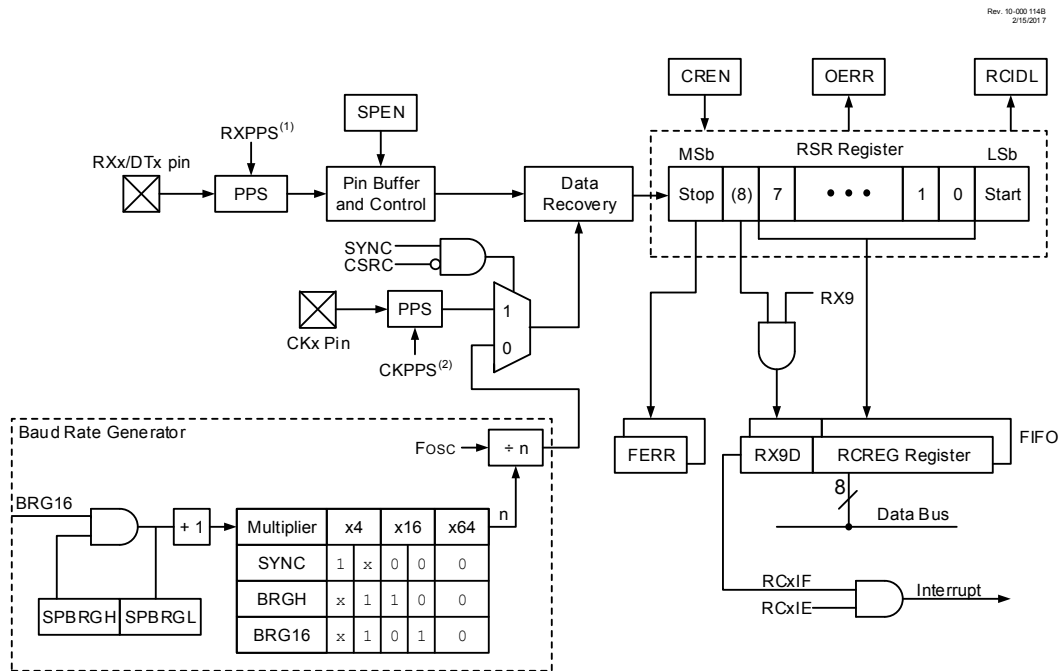 Rev. 10-000 114B
2/15/2017
CREN
OERR
RCIDL
SPEN
RXPPS(1)
RXx/DTx pin
PPS
Pin Buffer
and Control
Data
Recovery
MSb
RSR Register
LSb
Stop (8) 7 • • • 1 0 Start
SYNC
CSRC
PPS
CKx Pin
CKPPS(2)
1
0
RX9
Baud Rate Generator
FOSC
÷ n
n
FERR
RX9D
RCREG Register
FIFO
8
Data Bus
BRG16
+ 1
SPBRGH SPBRGL
Multiplier x4 x16 x64
SYNC 1 x 0 0 0
BRGH x 1 1 0 0
BRG16 x 1 0 1 0
RCxIF
RCxIE
Interrupt